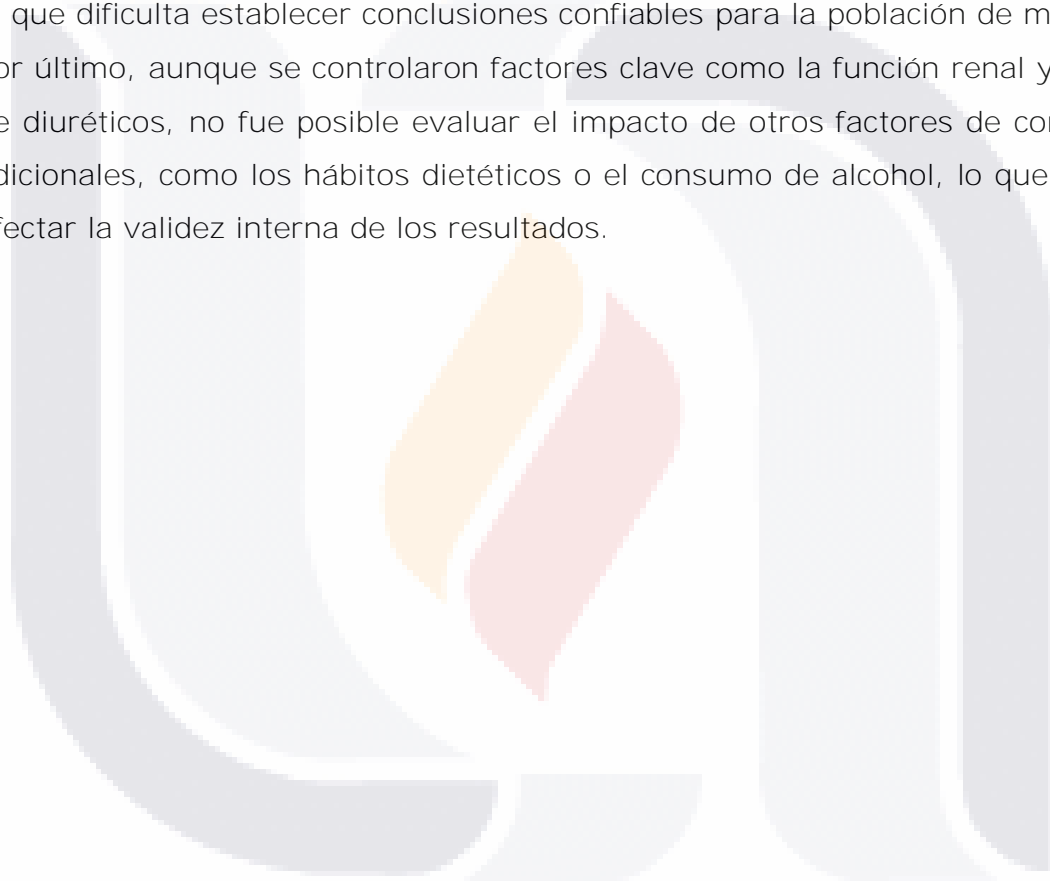 que dificulta establecer conclusiones confiables para la población de m
or último, aunque se controlaron factores clave como la función renal y
e diuréticos, no fue posible evaluar el impacto de otros factores de co
dicionales, como los hábitos dietéticos o el consumo de alcohol, lo que
fectar la validez interna de los resultados.